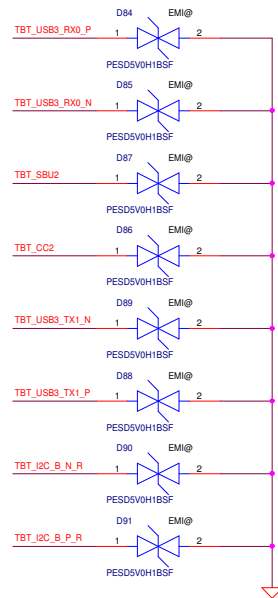 D84 EMI@
TBT_USB3_RX0_P
1 2
PESD5V0H1BSF
D85 EMI@
TBT_USB3_RX0_N
1 2
PESD5V0H1BSF
D87 EMI@
TBT_SBU2
1 2
PESD5V0H1BSF
D86 EMI@
TBT_CC2
1 2
PESD5V0H1BSF
D89 EMI@
TBT_USB3_TX1_N
1 2
PESD5V0H1BSF
D88 EMI@
TBT_USB3_TX1_P
1 2
PESD5V0H1BSF
D90 EMI@
TBT_I2C_B_N_R
1 2
PESD5V0H1BSF
D91 EMI@
TBT_I2C_B_P_R
1 2
PESD5V0H1BSF